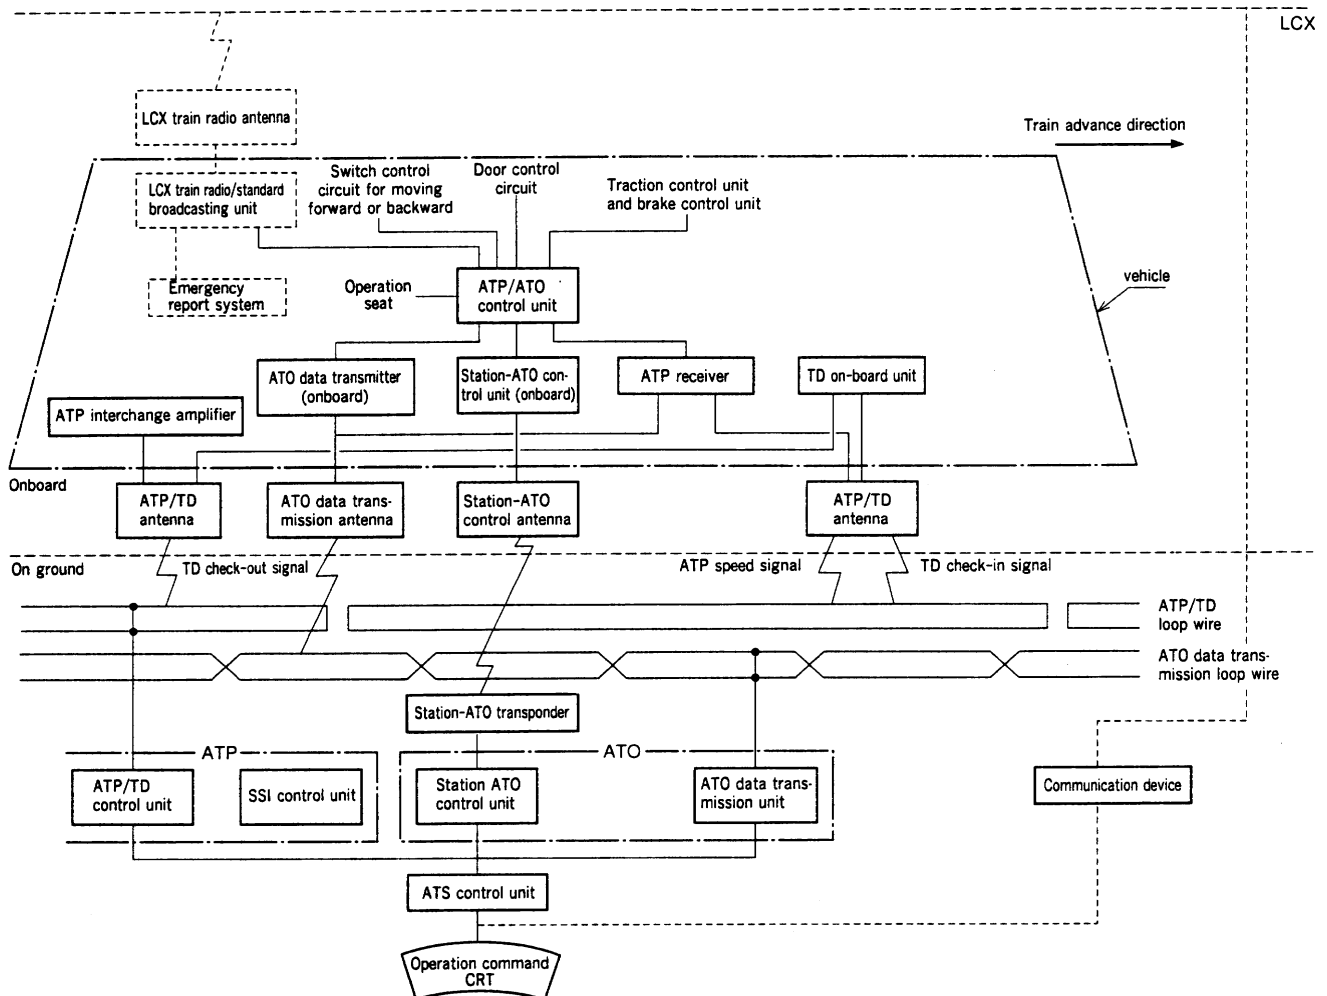 LCX
LCX train radio antenna
Train advance direction
LCX train radio/standard
broadcasting unit
Switch control
circuit for moving
forward or backward
Door control
circuit
Traction control unit
and brake control unit
Emergency
report system
Operation
seat
ATP/ATO
control unit
vehicle
ATO data transmitter
(onboard)
Station-ATO con-
trol unit (onboard)
ATP receiver
TD on-board unit
ATP interchange amplifier
Onboard
ATP/TD
antenna
ATO data trans-
mission antenna
Station-ATO
control antenna
ATP/TD
antenna
On ground
TD check-out signal
ATP speed signal
TD check-in signal
ATP/TD
loop wire
ATO data trans-
mission loop wire
Station-ATO transponder
ATP
ATO
ATP/TD
control unit
SSI control unit
Station ATO
control unit
ATO data trans-
mission unit
Communication device
ATS control unit
Operation command
CRT